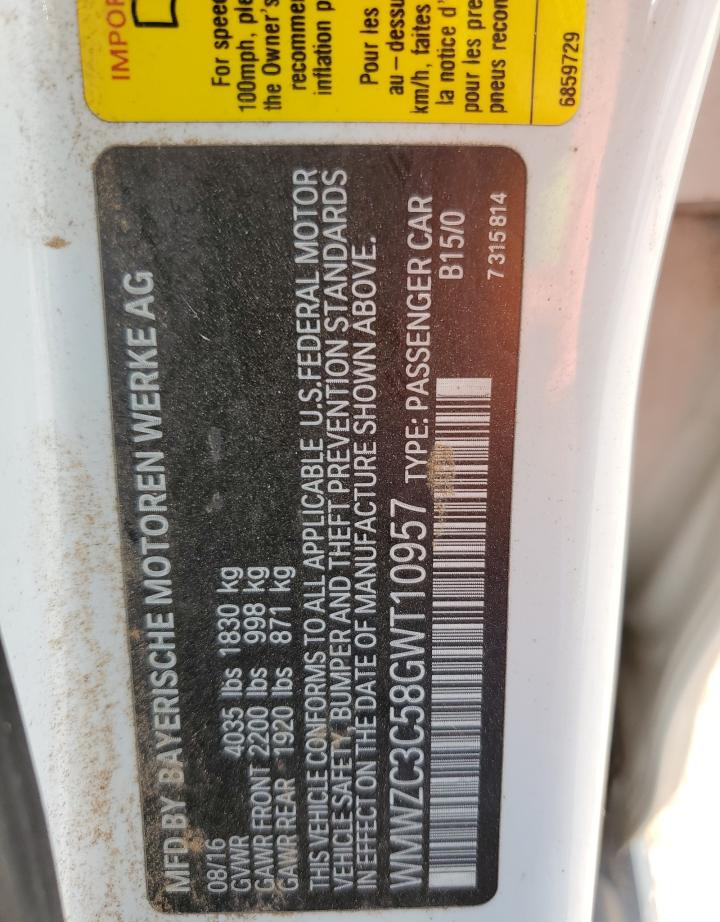 MFD BY BAYERISCHE MOTOREN WERKE AG
08/16
GVWR 4035 lbs 1830 kg
GAWR FRONT 2200 lbs 998 kg
GAWR REAR 1920 lbs 871 kg
THIS VEHICLE CONFORMS TO ALL APPLICABLE U.S.FEDERAL MOTOR
VEHICLE SAFETY, BUMPER AND THEFT PREVENTION STANDARDS
IN EFFECT ON THE DATE OF MANUFACTURE SHOWN ABOVE.
WMWZC3C58GWT10957 TYPE: PASSENGER CAR
B15/0
7 315 814
IMPOR
For spee
100mph, ple
the Owner's
recommen
inflation p
Pour les
au - dessu
km/h, faites
la notice d'
pour les pre
pneus recon
6859729